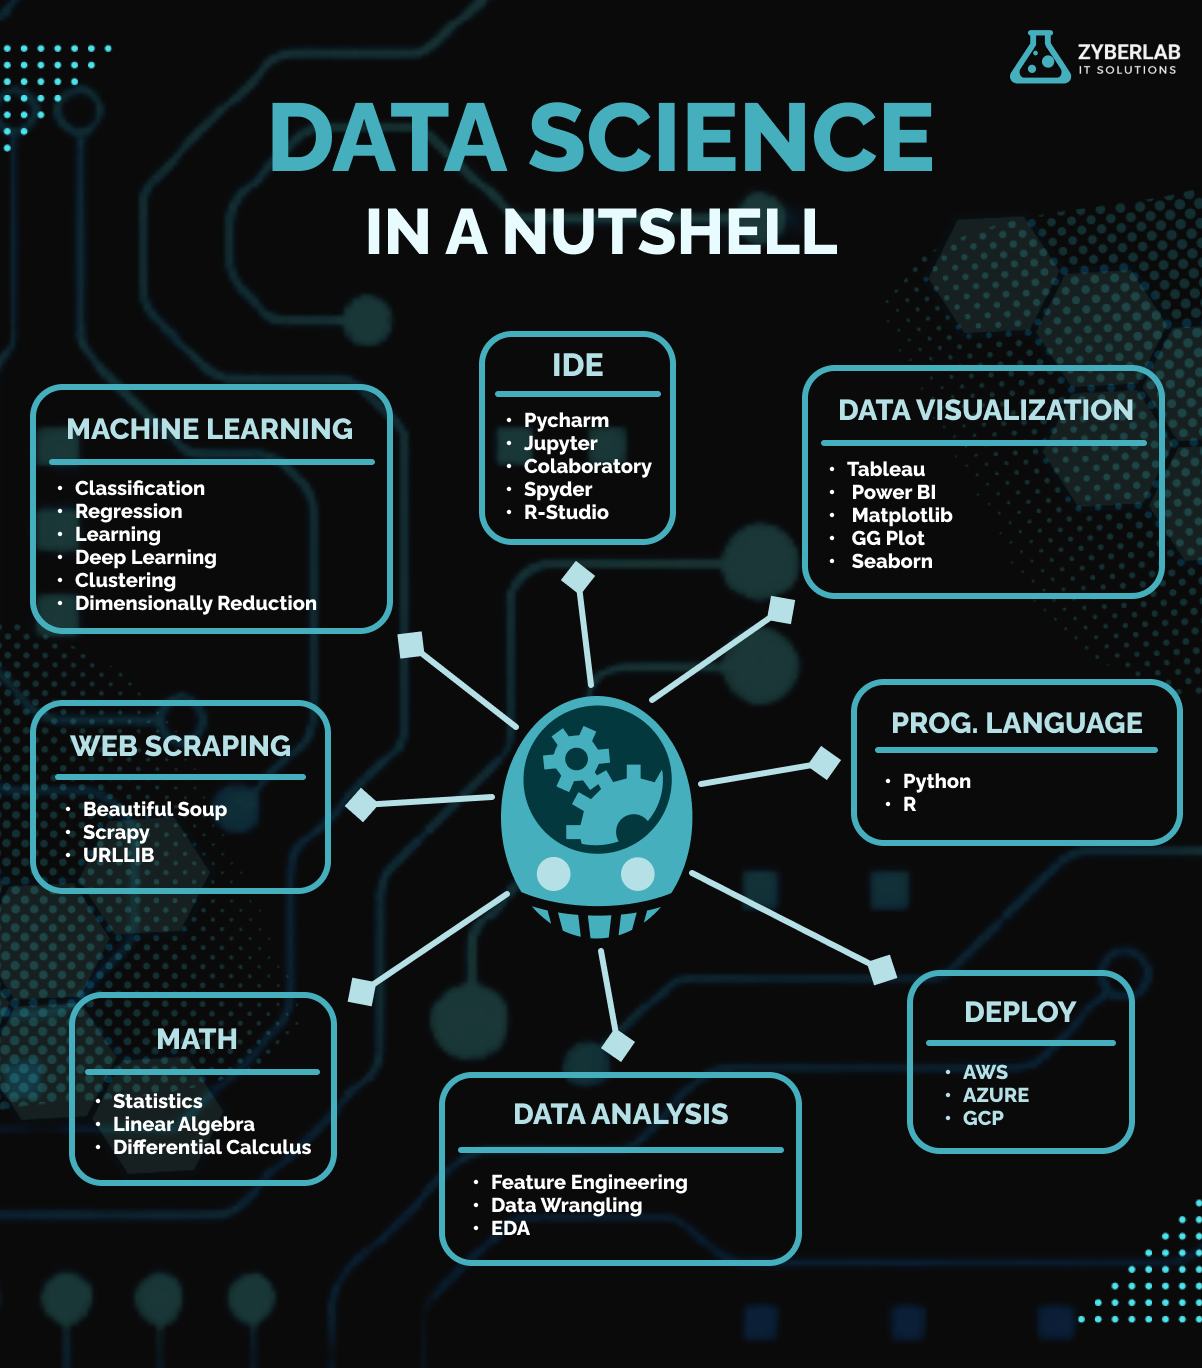 ZYBERLAB
IT SOLUTIONS
DATA SCIENCE
IN A NUTSHELL
IDE
• Pycharm
• Jupyter
• Colaboratory
• Spyder
• R-Studio
MACHINE LEARNING
• Classification
• Regression
• Learning
• Deep Learning
• Clustering
• Dimensionally Reduction
DATA VISUALIZATION
• Tableau
• Power BI
• Matplotlib
• GG Plot
• Seaborn
WEB SCRAPING
• Beautiful Soup
• Scrapy
• URLLIB
PROG. LANGUAGE
• Python
• R
MATH
• Statistics
• Linear Algebra
• Differential Calculus
DATA ANALYSIS
• Feature Engineering
• Data Wrangling
• EDA
DEPLOY
• AWS
• AZURE
• GCP